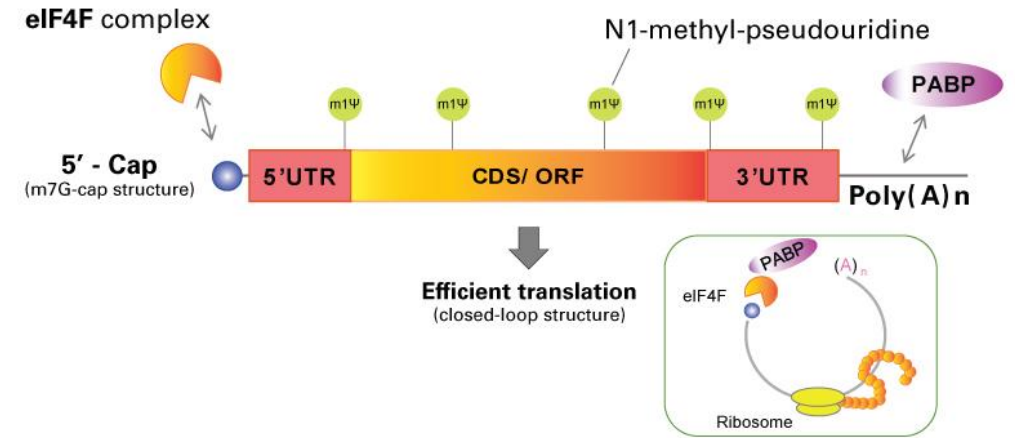 eIF4F complex
N1-methyl-pseudouridine
PABP
m1Ψ
m1Ψ
m1Ψ
m1Ψ
m1Ψ
5' - Cap
(m7G-cap structure)
5'UTR
CDS/ ORF
3'UTR
Poly(A)n
Efficient translation
(closed-loop structure)
PABP
(A)n
eIF4F
Ribosome